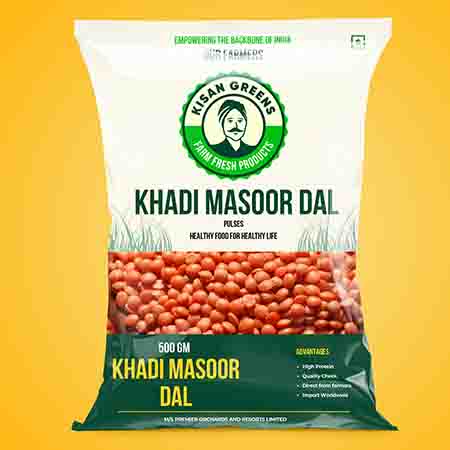 EMPOWERING THE BACKBONE OF INDIA
OUR FARMERS
KISAN GREENS
FARM FRESH PRODUCTS
KHADI MASOOR DAL
PULSES
HEALTHY FOOD FOR HEALTHY LIFE
500 GM
KHADI MASOOR
DAL
ADVANTAGES
• High Protein
• Quality Check
• Direct from farmers
• Import Worldwide
M/S PREMIER ORCHARDS AND RESORTS LIMITED